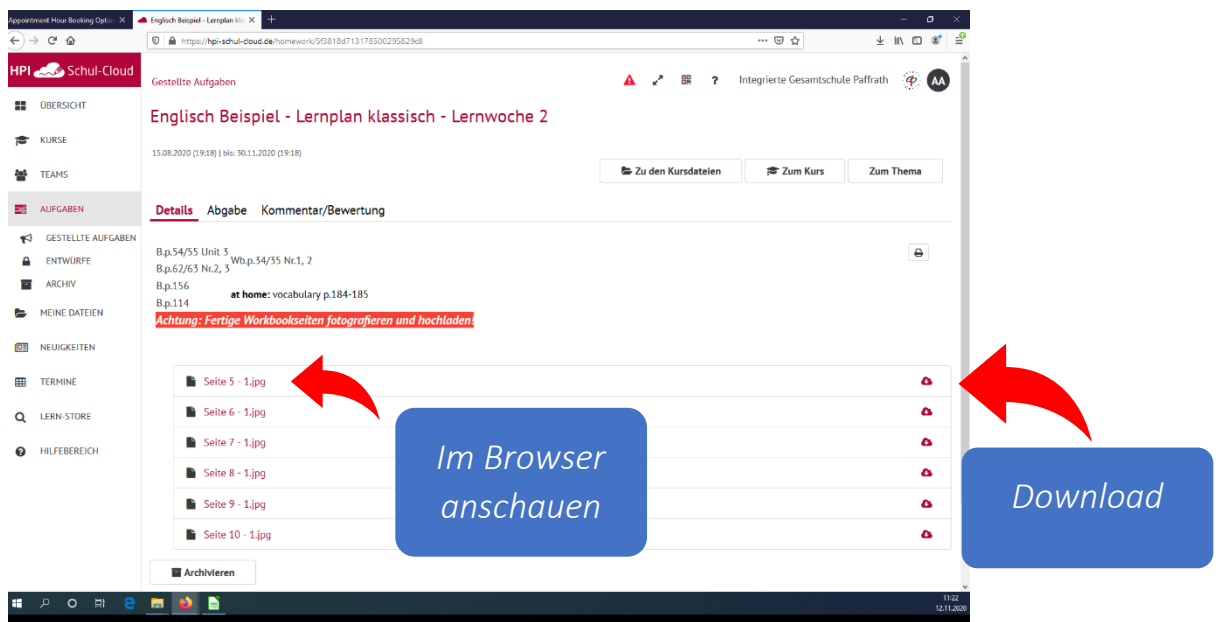 Appointment Hour Booking Option
Englisch Beispiel - Lernplan kla
https://hpi-schul-cloud.de/homework/5f3818d713178500295829c8
HPI Schul-Cloud
Gestellte Aufgaben
? Integrierte Gesamtschule Paffrath AA
ÜBERSICHT
KURSE
TEAMS
AUFGABEN
GESTELLTE AUFGABEN
ENTWÜRFE
ARCHIV
MEINE DATEIEN
NEUIGKEITEN
TERMINE
LERN-STORE
HILFEBEREICH
Englisch Beispiel - Lernplan klassisch - Lernwoche 2
15.08.2020 (19:18) | bis: 30.11.2020 (19:18)
Zu den Kursdateien
Zum Kurs
Zum Thema
Details Abgabe Kommentar/Bewertung
B.p.54/55 Unit 3
B.p.62/63 Nr.2, 3
Wb.p.34/35 Nr.1, 2
B.p.156
B.p.114
at home: vocabulary p.184-185
Achtung: Fertige Workbookseiten fotografieren und hochladen!
Seite 5 - 1.jpg
Seite 6 - 1.jpg
Seite 7 - 1.jpg
Seite 8 - 1.jpg
Seite 9 - 1.jpg
Seite 10 - 1.jpg
Archivieren
Im Browser
anschauen
Download
11:22
12.11.2020